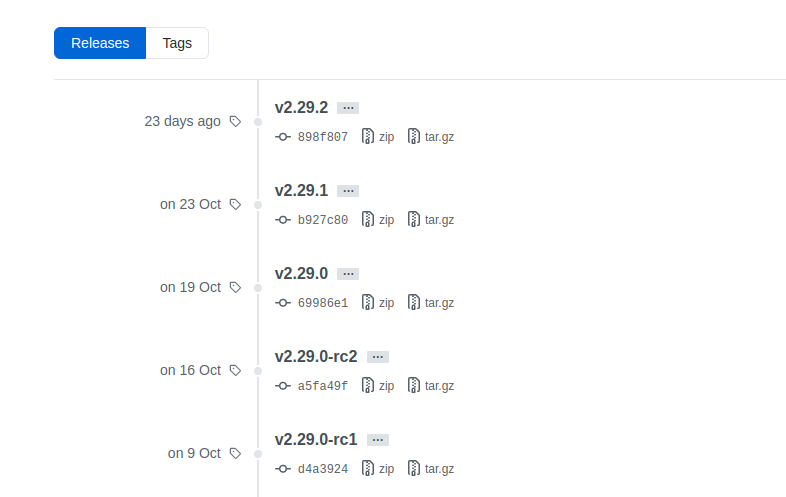 Releases Tags
v2.29.2 ...
23 days ago
898f807 zip tar.gz
v2.29.1 ...
on 23 Oct
b927c80 zip tar.gz
v2.29.0 ...
on 19 Oct
69986e1 zip tar.gz
v2.29.0-rc2 ...
on 16 Oct
a5fa49f zip tar.gz
v2.29.0-rc1 ...
on 9 Oct
d4a3924 zip tar.gz